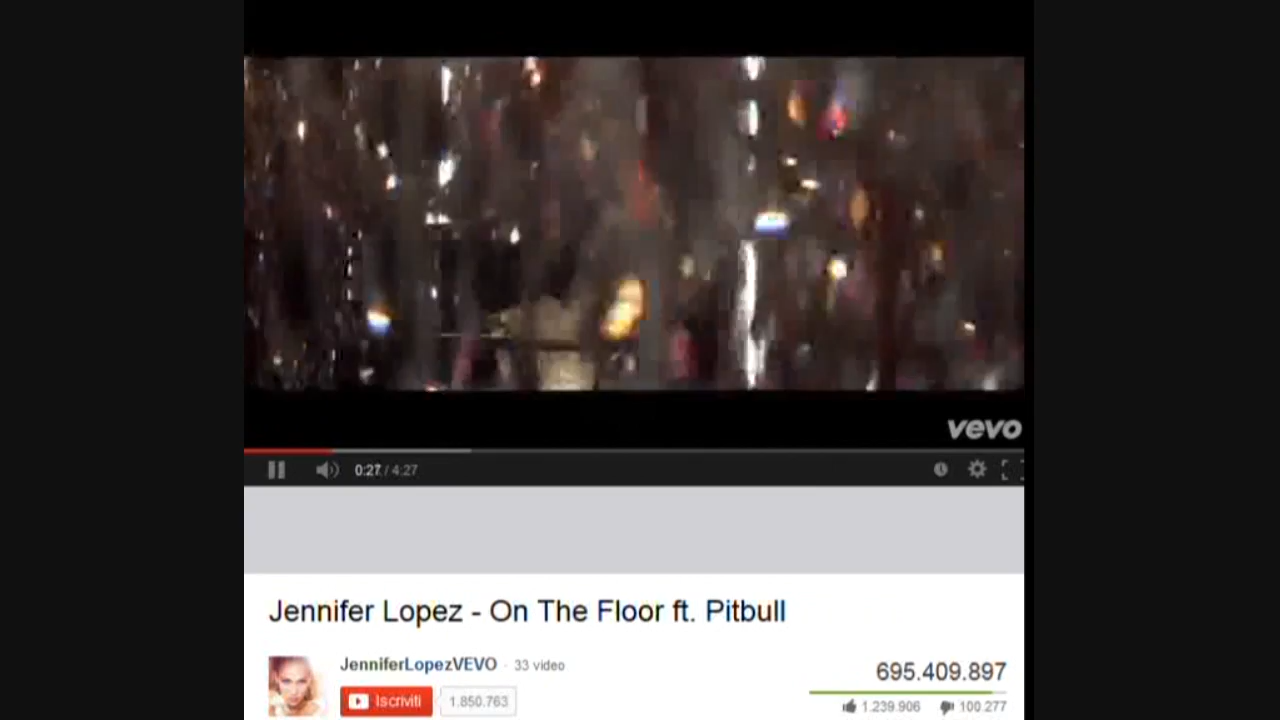 vevo
0:27 / 4:27
Jennifer Lopez - On The Floor ft. Pitbull
JenniferLopezVEVO · 33 video
695.409.897
Iscriviti 1.850.763
1.239.906 100.277